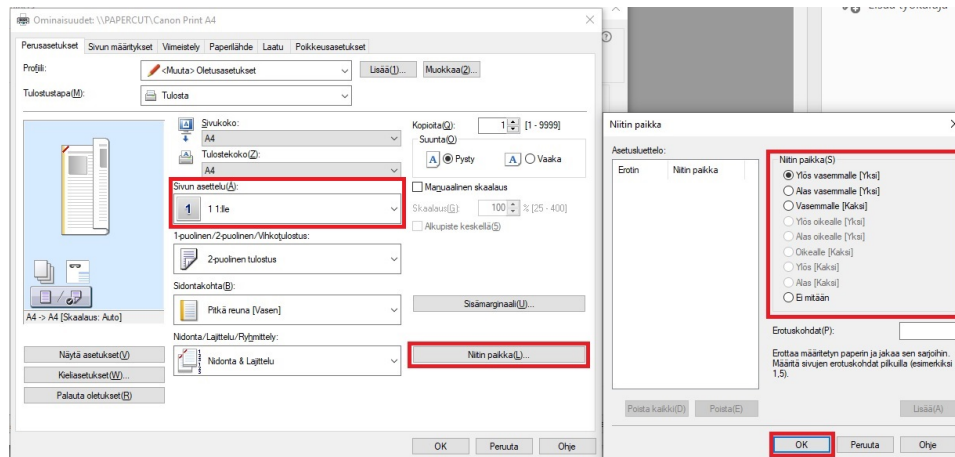 Ominaisuudet: \\PAPERCUT\Canon Print A4
Perusasetukset Sivun määritykset Viimeistely Paperilähde Laatu Poikkeusasetukset
Profiili: <Muuta> Oletusasetukset Lisää(1)... Muokkaa(2)...
Tulostustapa(M): Tulosta
Sivukoko:
A4
Tulostekoko(Z):
A4
Kopioita(Q): 1 [1 - 9999]
Suunta(O)
A Pysty A Vaaka
Sivun asettelu(A):
1 1 1:lle
Manuaalinen skaalaus
Skaalaus(G): 100 % [25 - 400]
Alkupiste keskellä(5)
1-puolinen/2-puolinen/Vihkotulostus:
2-puolinen tulostus
Sidontakohta(B):
Pitkä reuna [Vasen]
Sisämarginaali(U)...
A4 -> A4 [Skaalaus: Auto]
Nidonta/Lajittelu/Ryhmittely:
Nidonta & Lajittelu
Niitin paikka(L)...
Näytä asetukset(V)
Kieliasetukset(W)...
Palauta oletukset(R)
OK Peruuta Ohje
Niitin paikka
Asetusluettelo:
Erotin Niitin paikka
Niitin paikka(S)
Ylös vasemmalle [Yksi]
Alas vasemmalle [Yksi]
Vasemmalle [Kaksi]
Ylös oikealle [Yksi]
Alas oikealle [Yksi]
Oikealle [Kaksi]
Ylös [Kaksi]
Alas [Kaksi]
Ei mitään
Erotuskohdat(P):
Erottaa määritetyn paperin ja jakaa sen sarjoihin.
Määritä sivujen erotuskohdat pilkuilla (esimerkiksi
1,5).
Poista kaikki(D) Poista(E) Lisää(A)
OK Peruuta Ohje